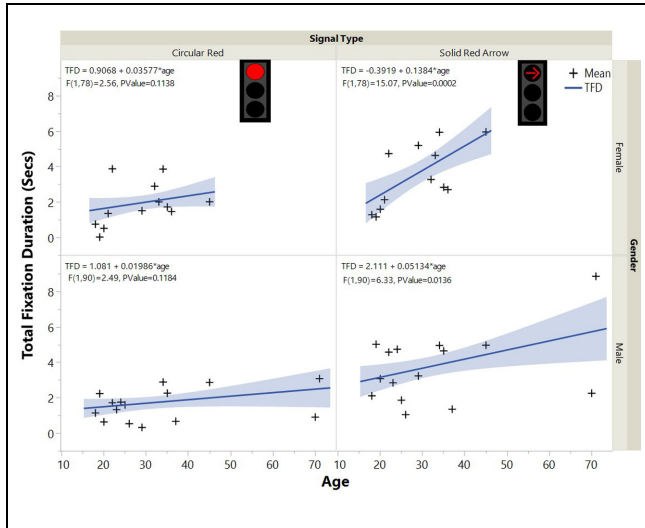 Signal Type
Circular Red
Solid Red Arrow
TFD = 0.9068 + 0.03577*age
F(1,78)=2.56, PValue=0.1138
TFD = -0.3919 + 0.1384*age
F(1,78)=15.07, PValue=0.0002
Mean
TFD
8
6
4
2
0
Female
TFD = 1.081 + 0.01986*age
F(1,90)=2.49, PValue=0.1184
TFD = 2.111 + 0.05134*age
F(1,90)=6.33, PValue=0.0136
8
6
4
2
0
Male
Gender
Total Fixation Duration (Secs)
10 20 30 40 50 60 70 10 20 30 40 50 60 70
Age